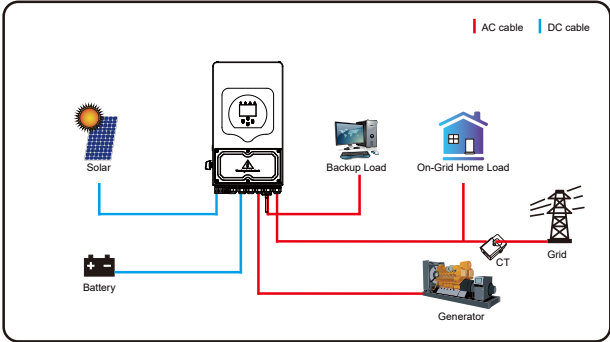 AC cable
DC cable
Solar
Backup Load
On-Grid Home Load
CT
Grid
Battery
Generator